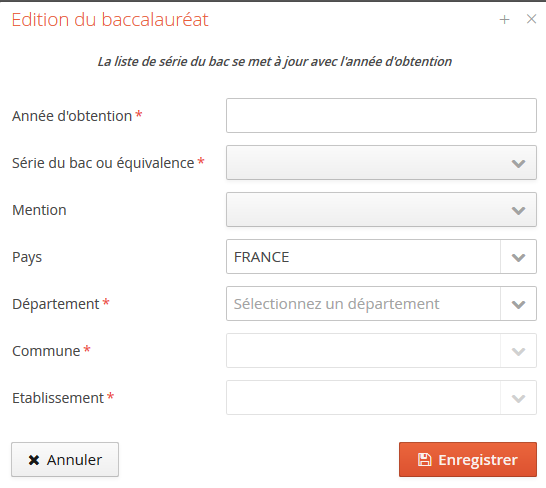 Edition du baccalauréat
La liste de série du bac se met à jour avec l'année d'obtention
Année d'obtention *
Série du bac ou équivalence *
Mention
Pays FRANCE
Département * Sélectionnez un département
Commune *
Etablissement *
Annuler Enregistrer